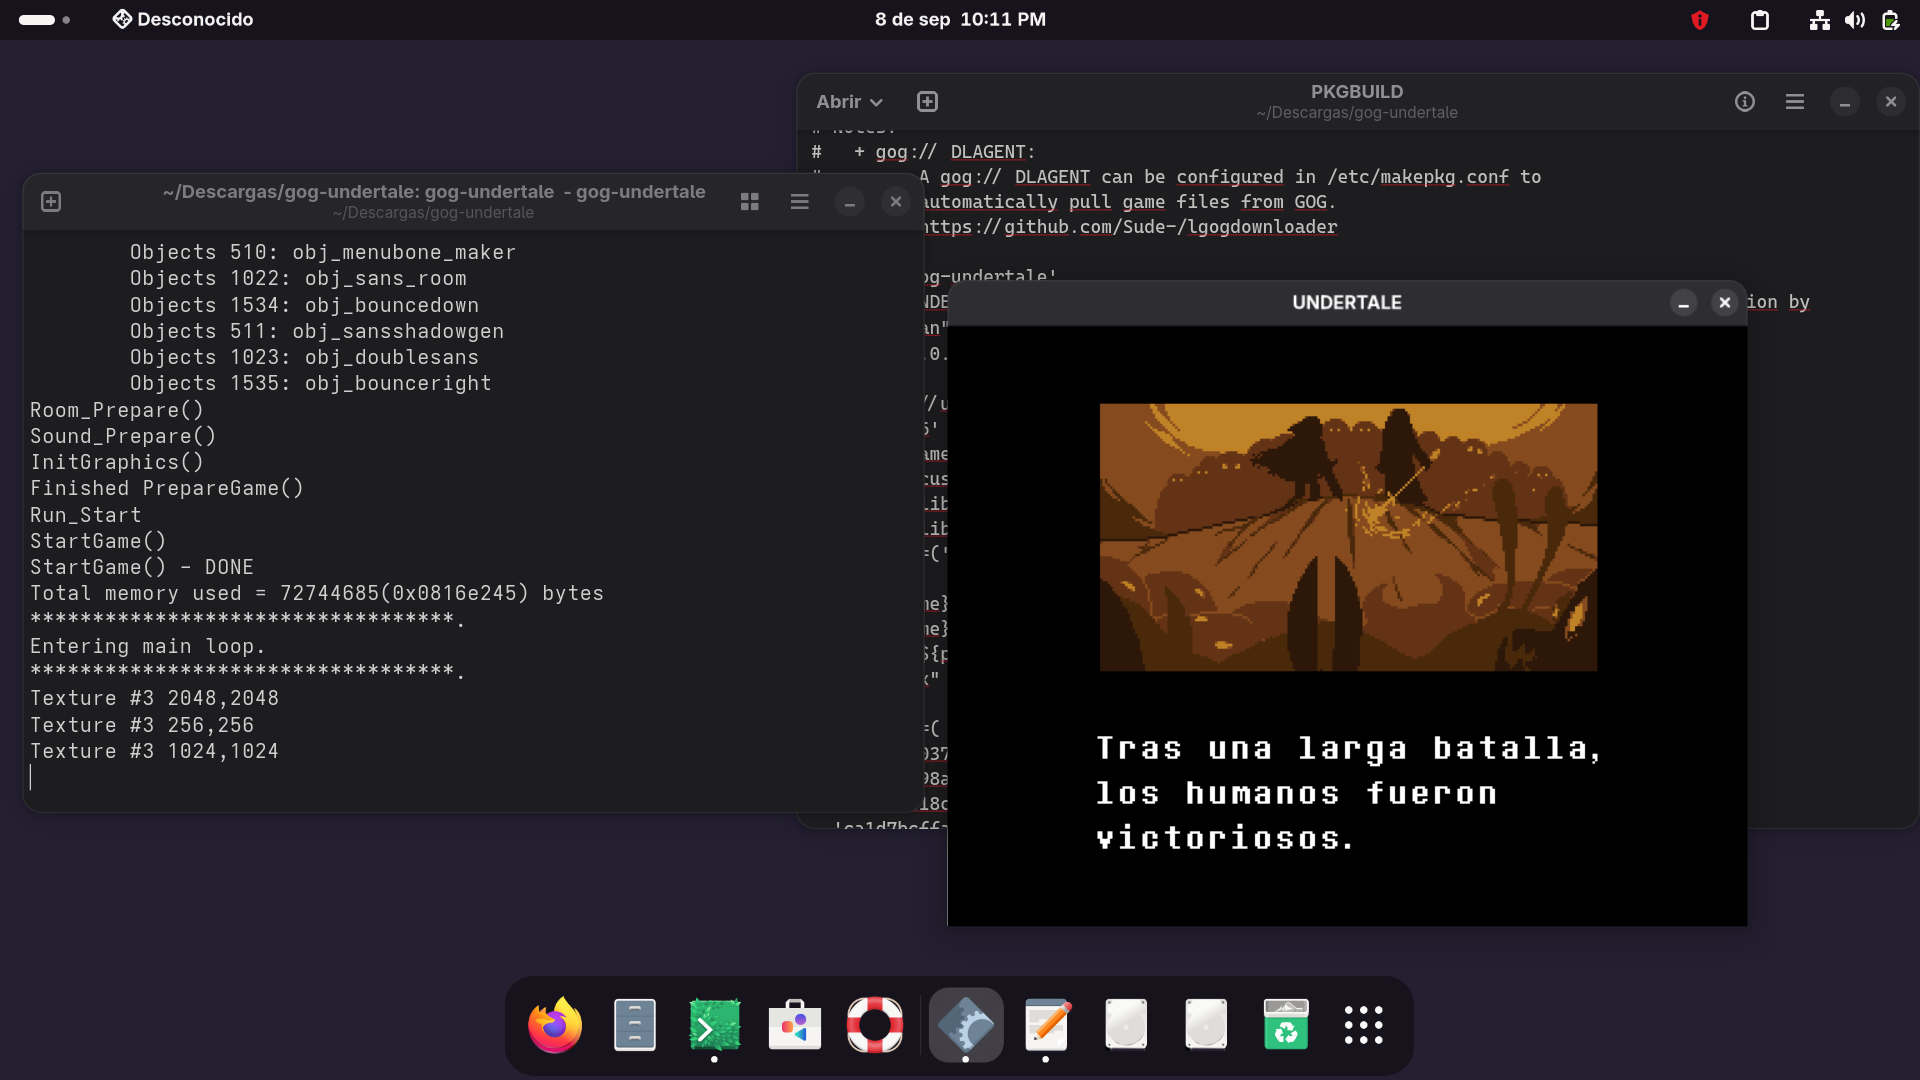 Desconocido
8 de sep 10:11 PM
Abrir
PKGBUILD
~/Descargas/gog-undertale
# Notes:
# + gog:// DLAGENT:
# A gog:// DLAGENT can be configured in /etc/makepkg.conf to
automatically pull game files from GOG.
https://github.com/Sude-/lgogdownloader
og-undertale'
ion by
~/Descargas/gog-undertale: gog-undertale - gog-undertale
~/Descargas/gog-undertale
Objects 510: obj_menubone_maker
Objects 1022: obj_sans_room
Objects 1534: obj_bouncedown
Objects 511: obj_sansshadowgen
Objects 1023: obj_doublesans
Objects 1535: obj_bounceright
Room_Prepare()
Sound_Prepare()
InitGraphics()
Finished PrepareGame()
Run_Start
StartGame()
StartGame() - DONE
Total memory used = 72744685(0x0816e245) bytes
**********************************.
Entering main loop.
**********************************.
Texture #3 2048,2048
Texture #3 256,256
Texture #3 1024,1024
UNDERTALE
Tras una larga batalla,
los humanos fueron
victoriosos.